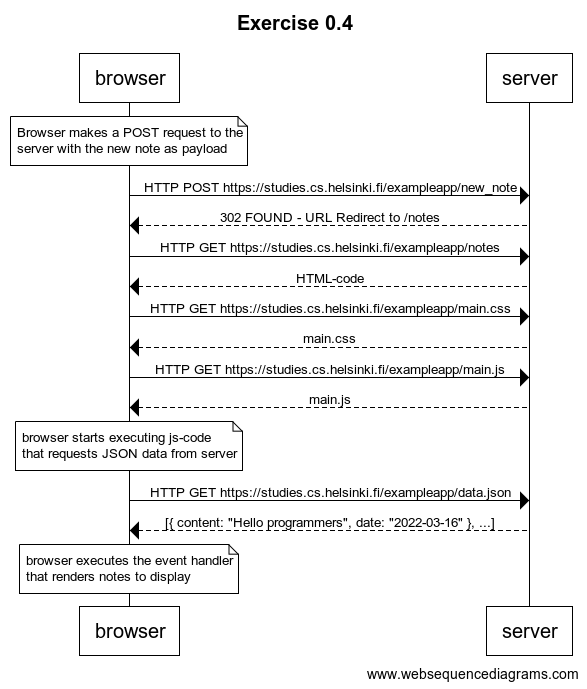 Exercise 0.4
browser
server
Browser makes a POST request to the
server with the new note as payload
HTTP POST https://studies.cs.helsinki.fi/exampleapp/new_note
302 FOUND - URL Redirect to /notes
HTTP GET https://studies.cs.helsinki.fi/exampleapp/notes
HTML-code
HTTP GET https://studies.cs.helsinki.fi/exampleapp/main.css
main.css
HTTP GET https://studies.cs.helsinki.fi/exampleapp/main.js
main.js
browser starts executing js-code
that requests JSON data from server
HTTP GET https://studies.cs.helsinki.fi/exampleapp/data.json
[{ content: "Hello programmers", date: "2022-03-16" }, ...]
browser executes the event handler
that renders notes to display
browser
server
www.websequencediagrams.com